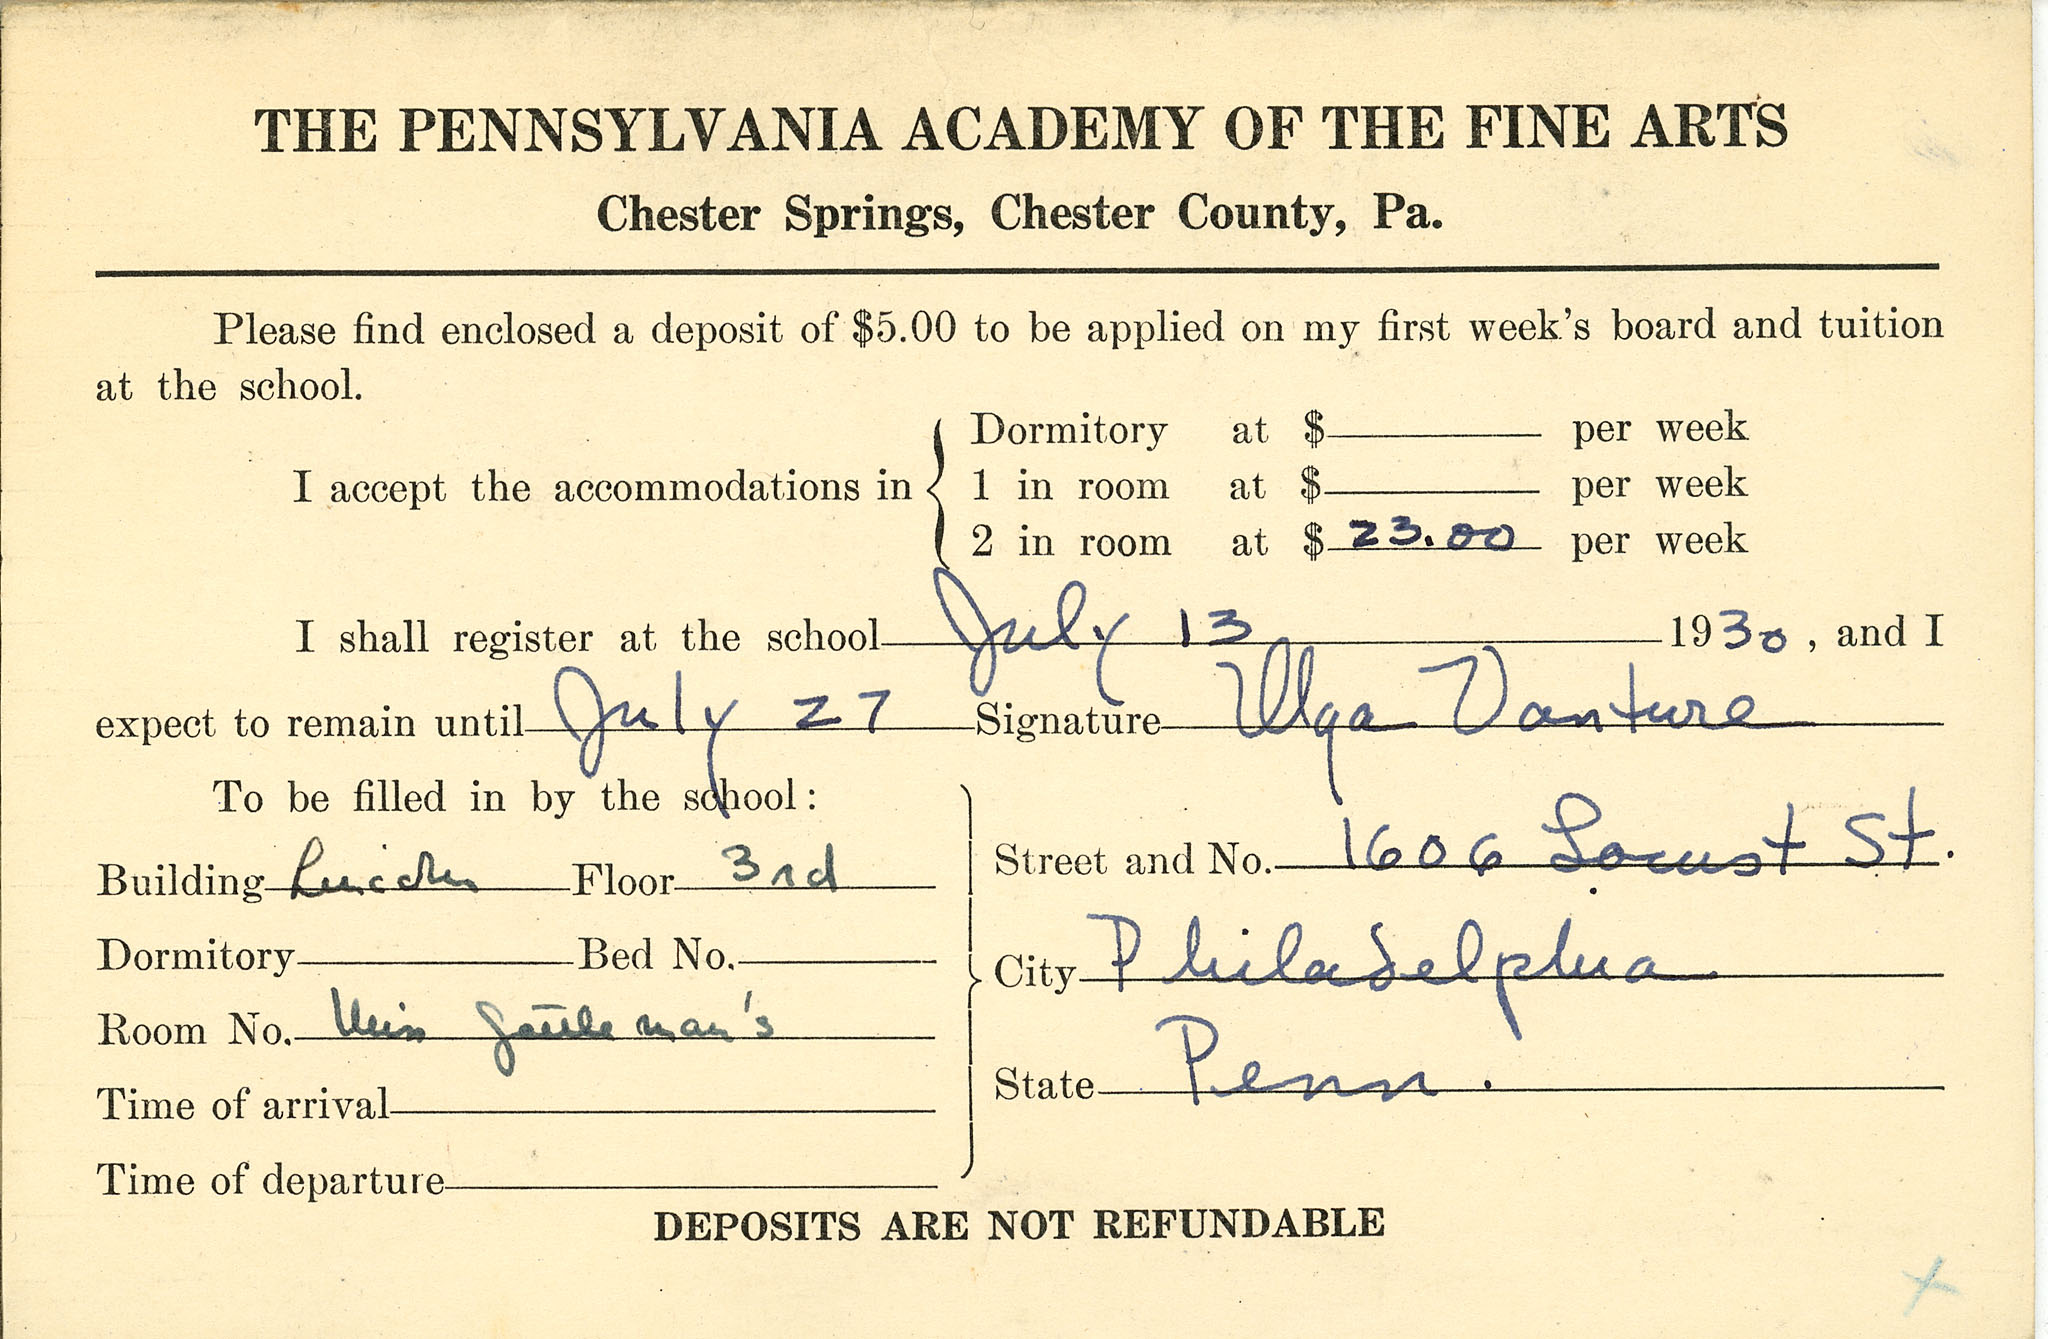 THE PENNSYLVANIA ACADEMY OF THE FINE ARTS
Chester Springs, Chester County, Pa.
Please find enclosed a deposit of $5.00 to be applied on my first week's board and tuition
at the school.
I accept the accommodations in
Dormitory at $ per week
1 in room at $ per week
2 in room at $ 23.00 per week
I shall register at the school July 13 1930, and I
expect to remain until July 27 Signature Olga Vanture
To be filled in by the school:
Building Lincoln Floor 3rd
Dormitory Bed No.
Room No. Miss
Time of arrival
Time of departure
Street and No. 1606 Locust St.
City Philadelphia
State Penn.
DEPOSITS ARE NOT REFUNDABLE